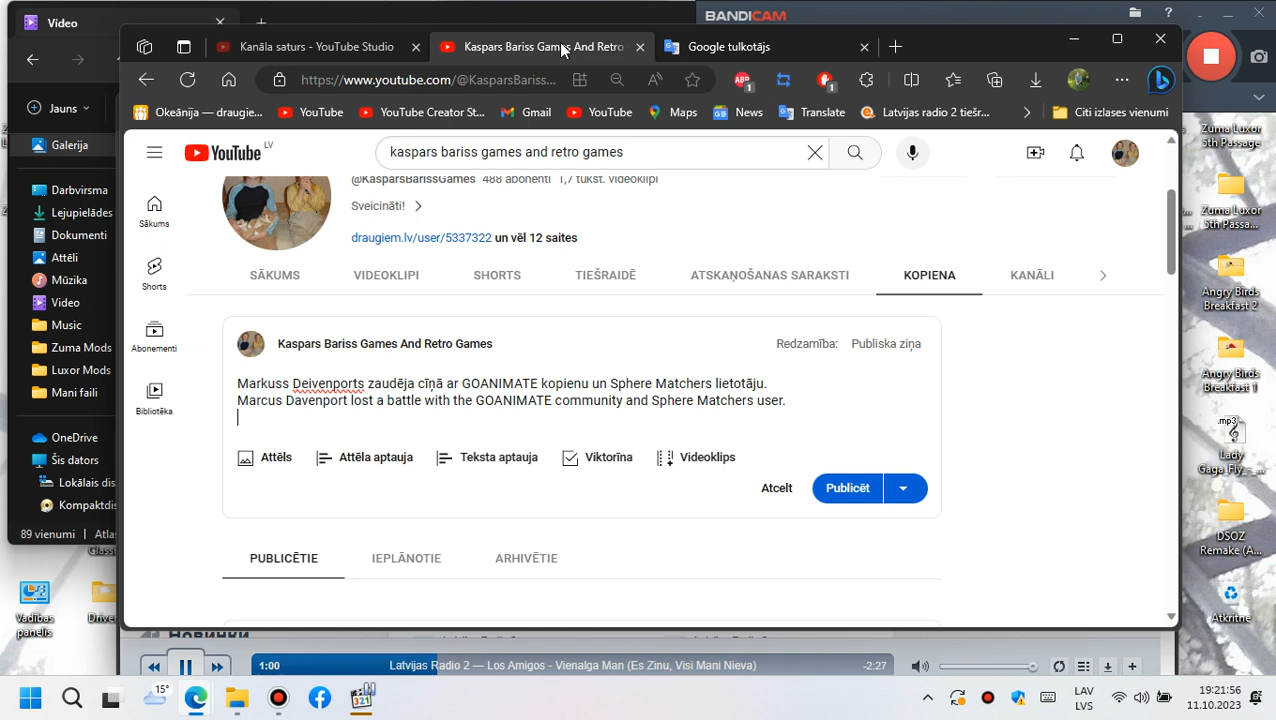 Video
BANDICAM
Kanāla saturs - YouTube Studio
Kaspars Bariss Games And Retro
Google tulkotājs
https://www.youtube.com/@KasparsBariss...
Jauns
Okeānija — draugie...
YouTube
YouTube Creator St...
Gmail
YouTube
Maps
News
Translate
Latvijas radio 2 tiešr...
Citi izlases vienumi
Galerija
Darbvirsma
Lejupielādes
Dokumenti
Attēli
Mūzika
Video
Music
Zuma Mods
Luxor Mods
Mani faili
OneDrive
Šis dators
Lokālais dis
Kompaktdis
89 vienumi
Atlas
YouTube LV
kaspars bariss games and retro games
Sākums
Shorts
Abonementi
Bibliotēka
@KasparsBarissGames 488 abonenti 1,7 tūkst. videoklipi
Sveicināti!
draugiem.lv/user/5337322 un vēl 12 saites
SĀKUMS
VIDEOKLIPI
SHORTS
TIEŠRAIDĒ
ATSKAŅOŠANAS SARAKSTI
KOPIENA
KANĀLI
Kaspars Bariss Games And Retro Games
Redzamība: Publiska ziņa
Markuss Deivenports zaudēja cīņā ar GOANIMATE kopienu un Sphere Matchers lietotāju.
Marcus Davenport lost a battle with the GOANIMATE community and Sphere Matchers user.
Attēls
Attēla aptauja
Teksta aptauja
Viktorīna
Videoklips
Atcelt
Publicēt
PUBLICĒTIE
IEPLĀNOTIE
ARHIVĒTIE
Zuma Luxor
5th Passage
Zuma Luxor
5th Passa...
Angry Birds
Breakfast 2
Angry Birds
Breakfast 1
.mp3
Lady
Gaga_Fly_-_...
DSOZ
Remake (A...
Atkritne
Vadības
panelis
Drive
Новинки
1:00
Latvijas Radio 2 — Los Amigos - Vienalga Man (Es Zinu, Visi Mani Nieva)
-2:27
15°
321
LAV
LVS
19:21:56
11.10.2023